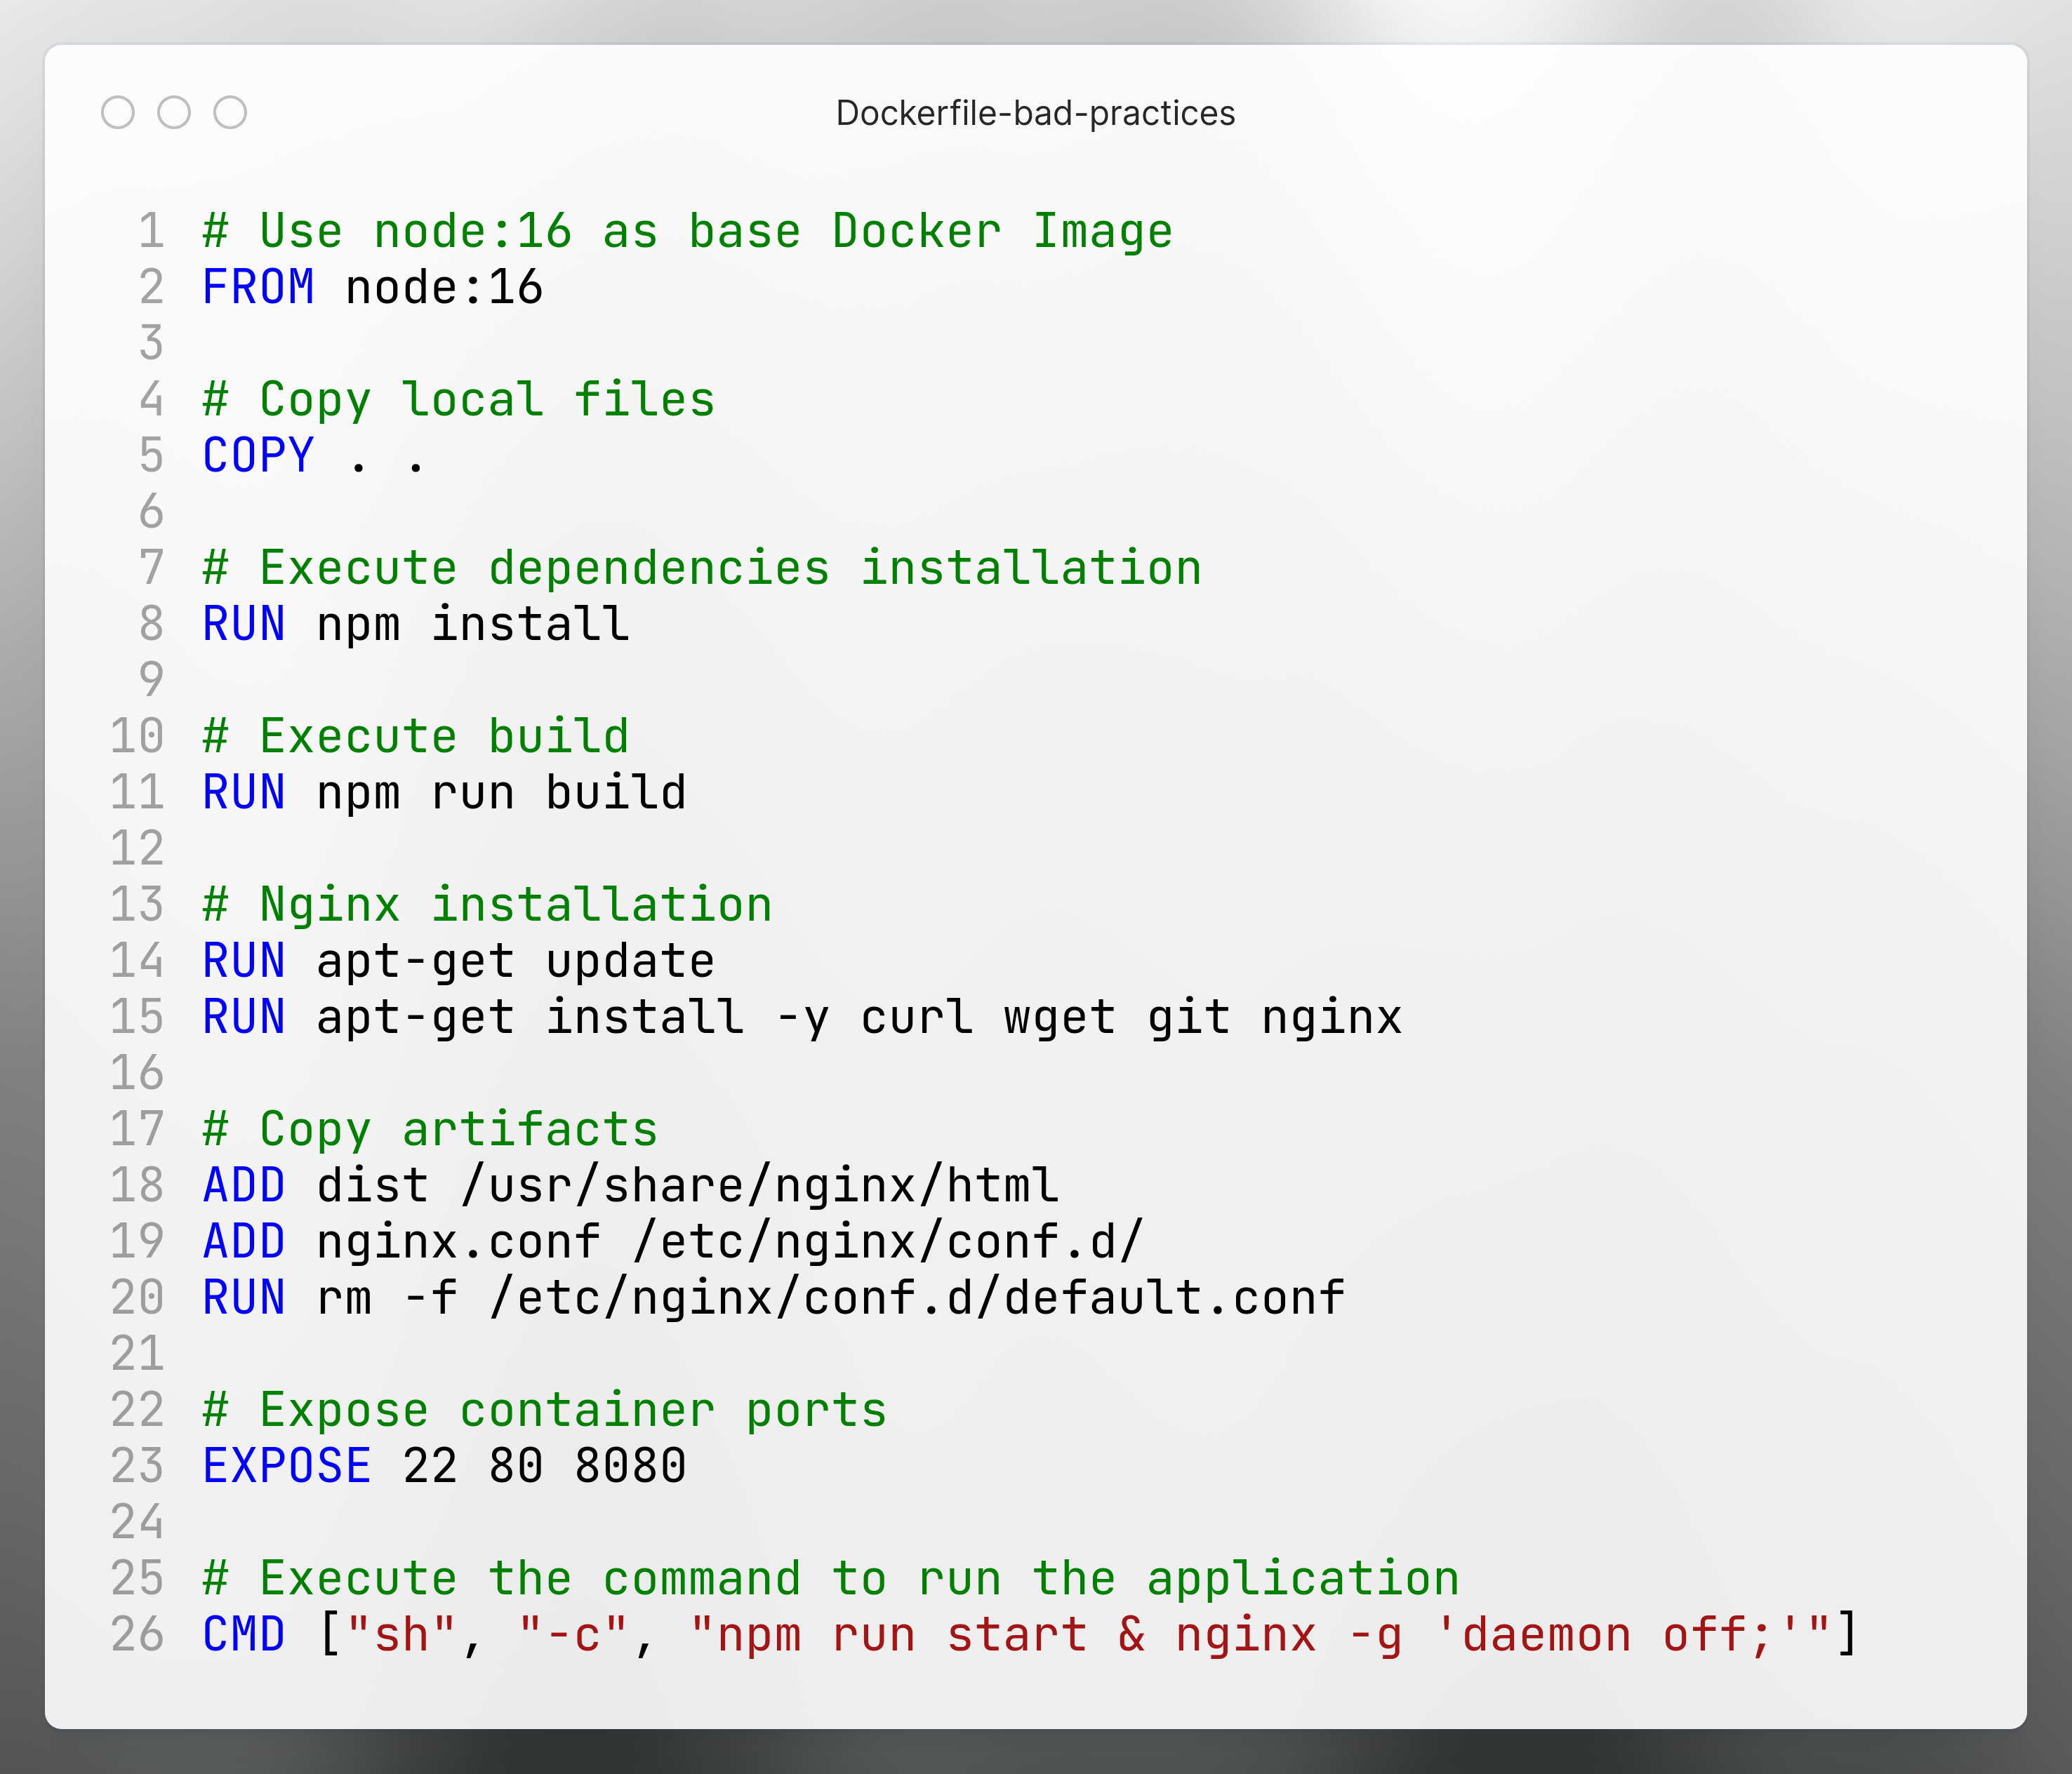 Dockerfile-bad-practices
1 # Use node:16 as base Docker Image
2 FROM node:16
3
4 # Copy local files
5 COPY . .
6
7 # Execute dependencies installation
8 RUN npm install
9
10 # Execute build
11 RUN npm run build
12
13 # Nginx installation
14 RUN apt-get update
15 RUN apt-get install -y curl wget git nginx
16
17 # Copy artifacts
18 ADD dist /usr/share/nginx/html
19 ADD nginx.conf /etc/nginx/conf.d/
20 RUN rm -f /etc/nginx/conf.d/default.conf
21
22 # Expose container ports
23 EXPOSE 22 80 8080
24
25 # Execute the command to run the application
26 CMD ["sh", "-c", "npm run start & nginx -g 'daemon off;'"]